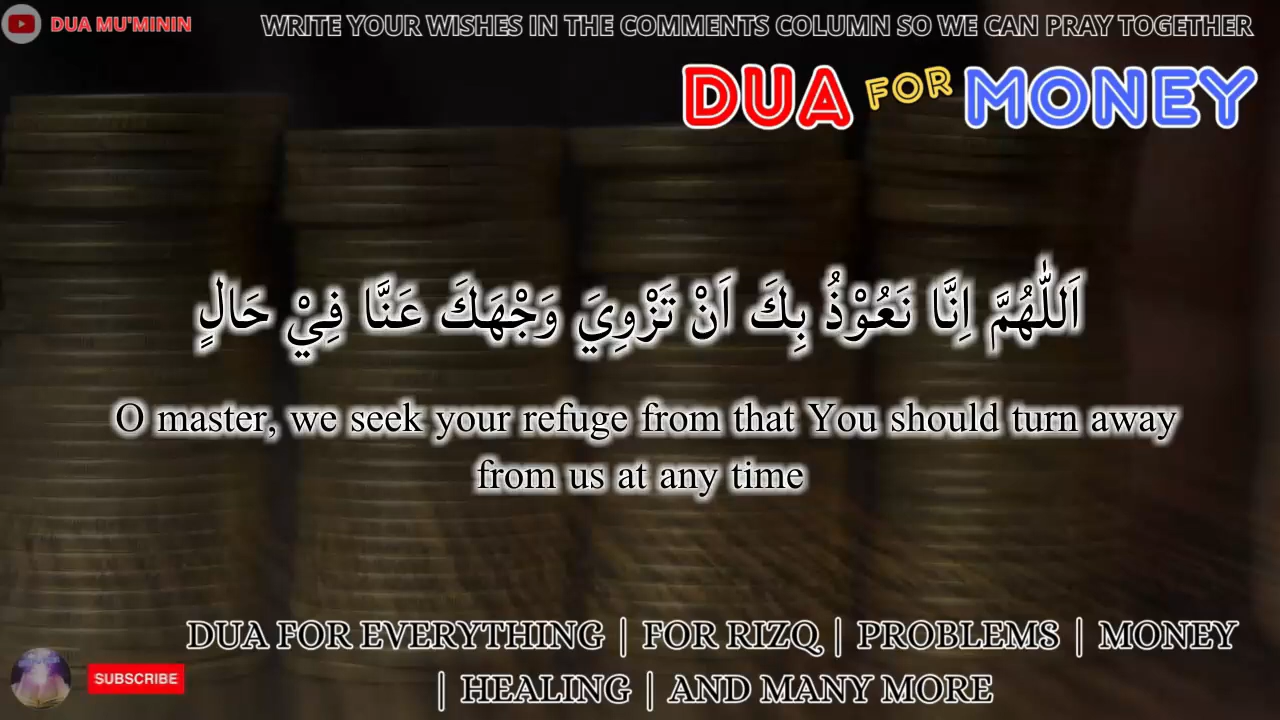 DUA MU'MININ
WRITE YOUR WISHES IN THE COMMENTS COLUMN SO WE CAN PRAY TOGETHER
DUA FOR MONEY
اَللّٰهُمَّ اِنَّا نَعُوْذُ بِكَ اَنْ تَزْوِيَ وَجْهَكَ عَنَّا فِيْ حَالٍ
O master, we seek your refuge from that You should turn away
from us at any time
DUA FOR EVERYTHING | FOR RIZQ | PROBLEMS | MONEY
| HEALING | AND MANY MORE
SUBSCRIBE